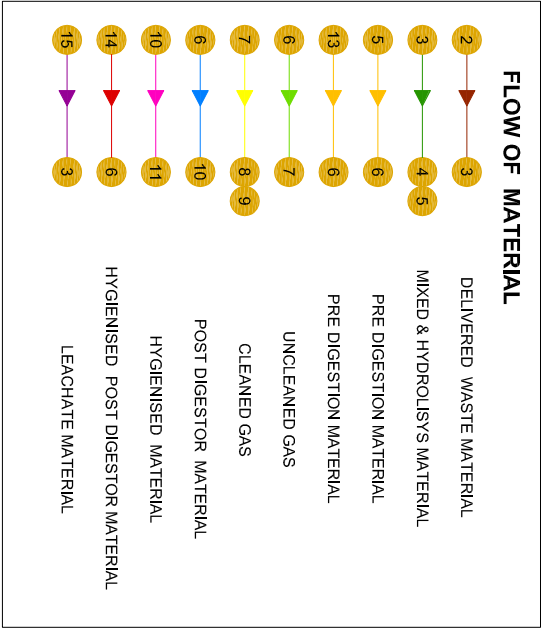 FLOW OF MATERIAL
2 3 DELIVERED WASTE MATERIAL
3 4 5 MIXED & HYDROLISYS MATERIAL
5 6 PRE DIGESTION MATERIAL
13 6 PRE DIGESTION MATERIAL
6 7 UNCLEANED GAS
7 8 9 CLEANED GAS
6 10 POST DIGESTOR MATERIAL
10 11 HYGIENISED MATERIAL
14 6 HYGIENISED POST DIGESTOR MATERIAL
15 3 LEACHATE MATERIAL